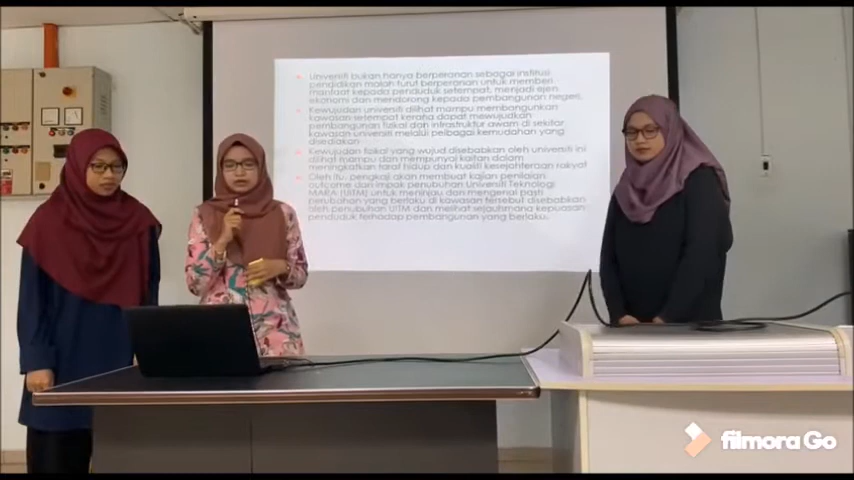 Universiti bukan hanya berperanan sebagai institusi
pendidikan malah turut berperanan untuk memberi
manfaat kepada penduduk setempat, menjadi ejen
ekonomi dan mendorong kepada pembangunan negeri.
Kewujudan universiti dilihat mampu membangunkan
kawasan setempat kerana dapat mewujudkan
pembangunan fizikal dan infrastruktur awam di sekitar
kawasan universiti melalui pelbagai kemudahan yang
disediakan
Kewujudan fizikal yang wujud disebabkan oleh universiti ini
dilihat mampu dan mempunyai kaitan dalam
meningkatkan taraf hidup dan kualiti kesejahteraan rakyat
Oleh itu, pengkaji akan membuat kajian ke atas penilaian
outcome dan impak penubuhan Universiti Teknologi
MARA (UiTM) untuk meninjau perubahan mengenai
perubahan yang berlaku di kawasan tersebut disebabkan
oleh penubuhan UiTM dan melihat sejauhmana kesan
penduduk terhadap pembangunan yang berlaku.
filmora Go